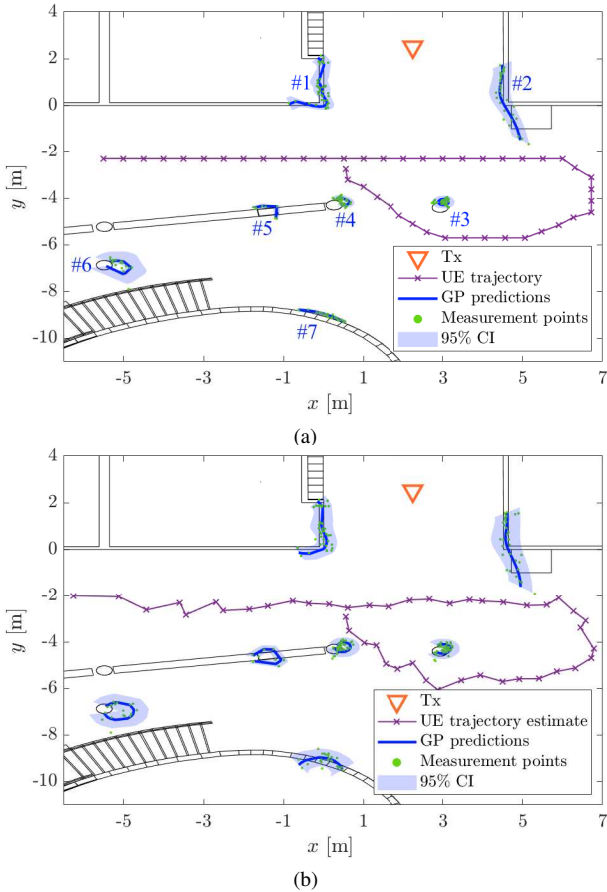 4
2
0
-2
-4
-6
-8
-10
y [m]
#1
#2
#3
#4
#5
#6
#7
Tx
UE trajectory
GP predictions
Measurement points
95% CI
-5 -3 -1 1 3 5 7
x [m]
(a)
4
2
0
-2
-4
-6
-8
-10
y [m]
Tx
UE trajectory estimate
GP predictions
Measurement points
95% CI
-5 -3 -1 1 3 5 7
x [m]
(b)